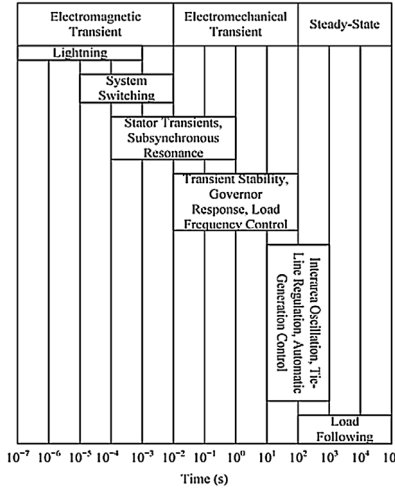 Electromagnetic
Transient
Electromechanical
Transient
Steady-State
Lightning
System
Switching
Stator Transients,
Subsynchronous
Resonance
Transient Stability,
Governor
Response, Load
Frequency Control
Interarea Oscillation, Tie-
Line Regulation, Automatic
Generation Control
Load
Following
10⁻⁷ 10⁻⁶ 10⁻⁵ 10⁻⁴ 10⁻³ 10⁻² 10⁻¹ 10⁰ 10¹ 10² 10³ 10⁴ 10
Time (s)